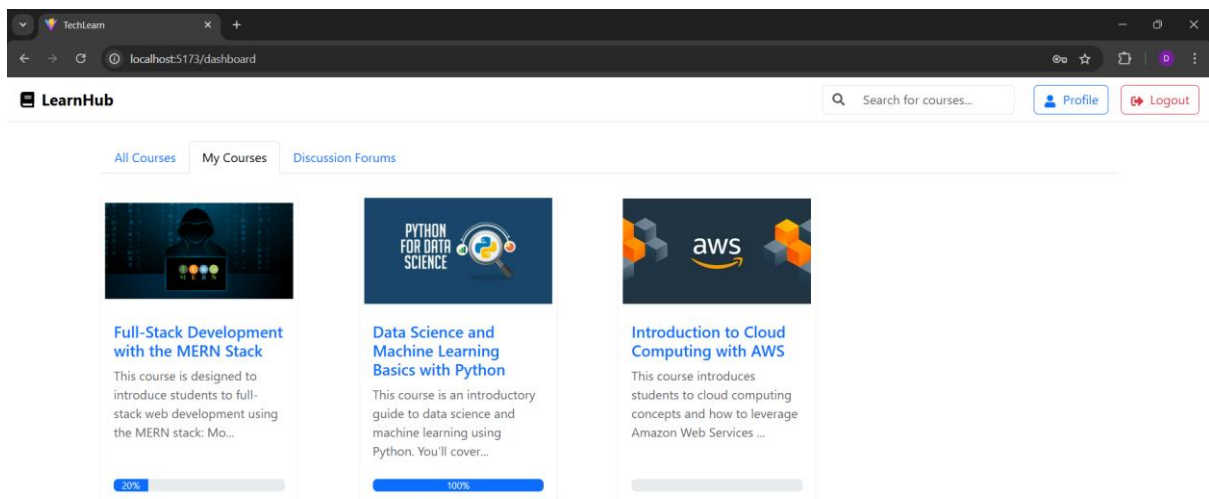 TechLearn
localhost:5173/dashboard
D
LearnHub
Search for courses...
Profile
Logout
All Courses
My Courses
Discussion Forums
MERN
Full-Stack Development
with the MERN Stack
This course is designed to
introduce students to full-
stack web development using
the MERN stack: Mo...
20%
PYTHON
FOR DATA
SCIENCE
Data Science and
Machine Learning
Basics with Python
This course is an introductory
guide to data science and
machine learning using
Python. You'll cover...
100%
aws
Introduction to Cloud
Computing with AWS
This course introduces
students to cloud computing
concepts and how to leverage
Amazon Web Services ...